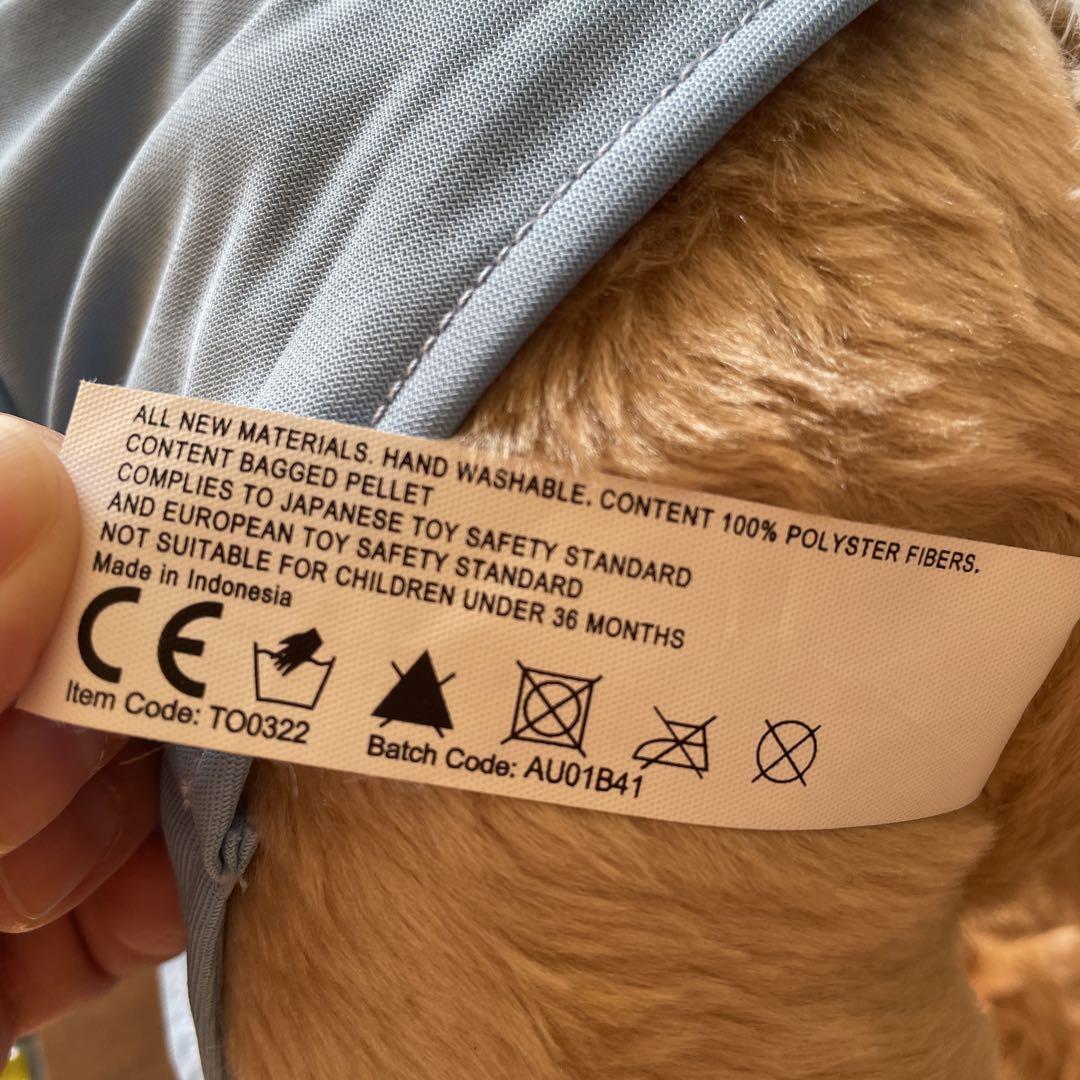 ALL NEW MATERIALS. HAND WASHABLE. CONTENT 100% POLYSTER FIBERS.
CONTENT BAGGED PELLET
COMPLIES TO JAPANESE TOY SAFETY STANDARD
AND EUROPEAN TOY SAFETY STANDARD
NOT SUITABLE FOR CHILDREN UNDER 36 MONTHS
Made in Indonesia
CE
Item Code: TO0322
Batch Code: AU01B41